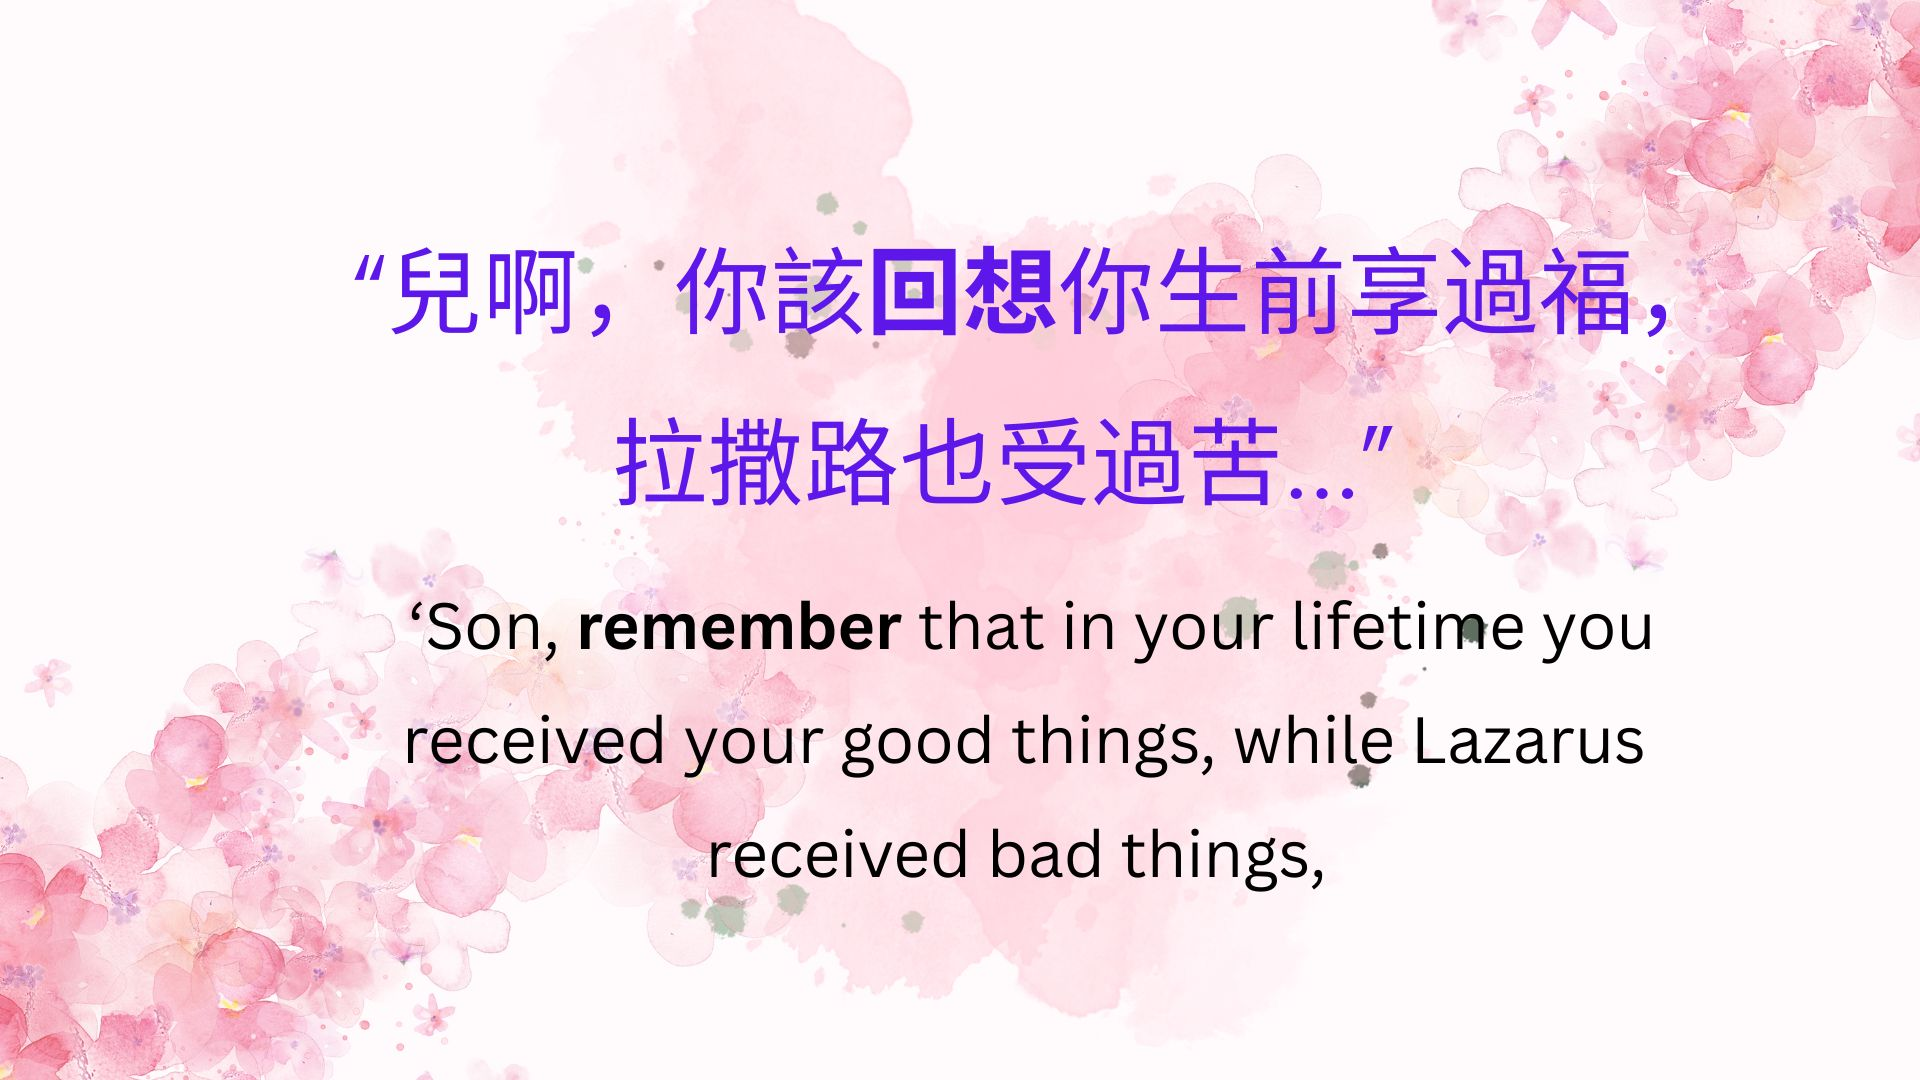 “兒啊，你該回想你生前享過福，
拉撒路也受過苦...”
‘Son, remember that in your lifetime you
received your good things, while Lazarus
received bad things,